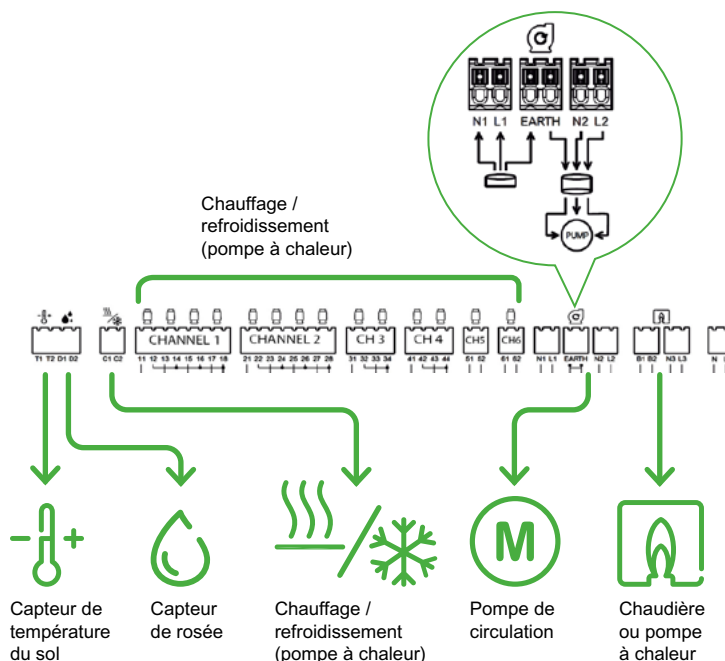 N1 L1 EARTH N2 L2
PUMP
Chauffage /
refroidissement
(pompe à chaleur)
CHANNEL 1 CHANNEL 2 CH 3 CH 4 CH5 CH6
T1 T2 D1 D2 C1 C2 11 12 13 14 15 16 17 18 21 22 23 24 25 26 27 28 31 32 33 34 41 42 43 44 51 52 61 62 N1 L1 EARTH N2 L2 B1 B2 N3 L3 N
M
Capteur de
température
du sol
Capteur
de rosée
Chauffage /
refroidissement
(pompe à chaleur)
Pompe de
circulation
Chaudière
ou pompe
à chaleur